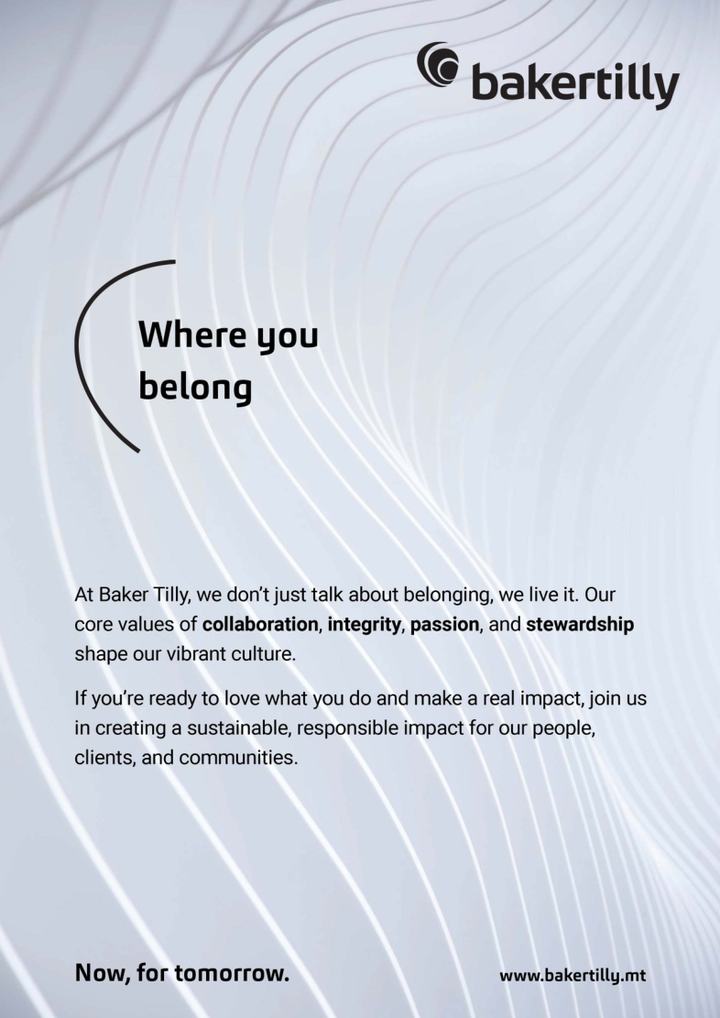 bakertilly
Where you
belong
At Baker Tilly, we don’t just talk about belonging, we live it. Our
core values of collaboration, integrity, passion, and stewardship
shape our vibrant culture.
If you’re ready to love what you do and make a real impact, join us
in creating a sustainable, responsible impact for our people,
clients, and communities.
Now, for tomorrow.
www.bakertilly.mt